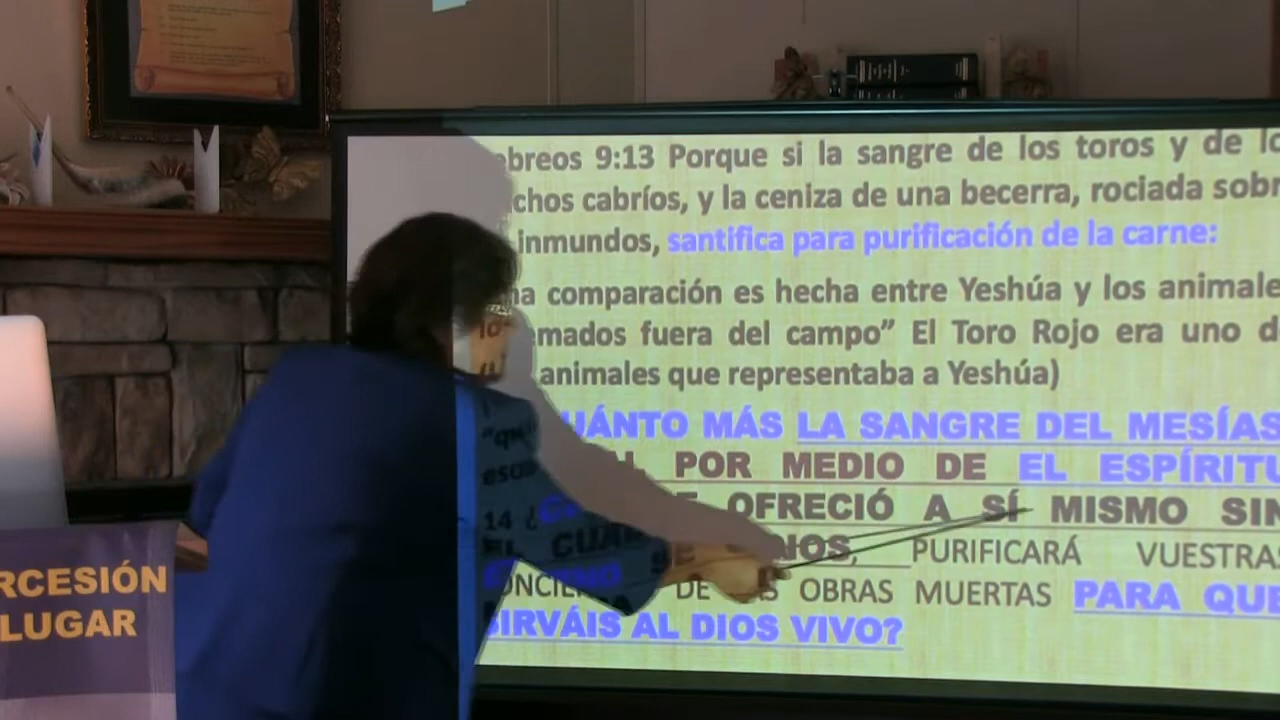 ebreos 9:13 Porque si la sangre de los toros y de lo
chos cabríos, y la ceniza de una becerra, rociada sobr
inmundos, santifica para purificación de la carne:
a comparación es hecha entre Yeshúa y los animale
emados fuera del campo” El Toro Rojo era uno d
animales que representaba a Yeshúa)
UÁNTO MÁS LA SANGRE DEL MESÍAS
L POR MEDIO DE EL ESPÍRITU
OFRECIÓ A SÍ MISMO SIN
14 ¿
IOS, PURIFICARÁ VUESTRAS
DE OBRAS MUERTAS PARA QUE
SIRVÁIS AL DIOS VIVO?
RCESIÓN
LUGAR